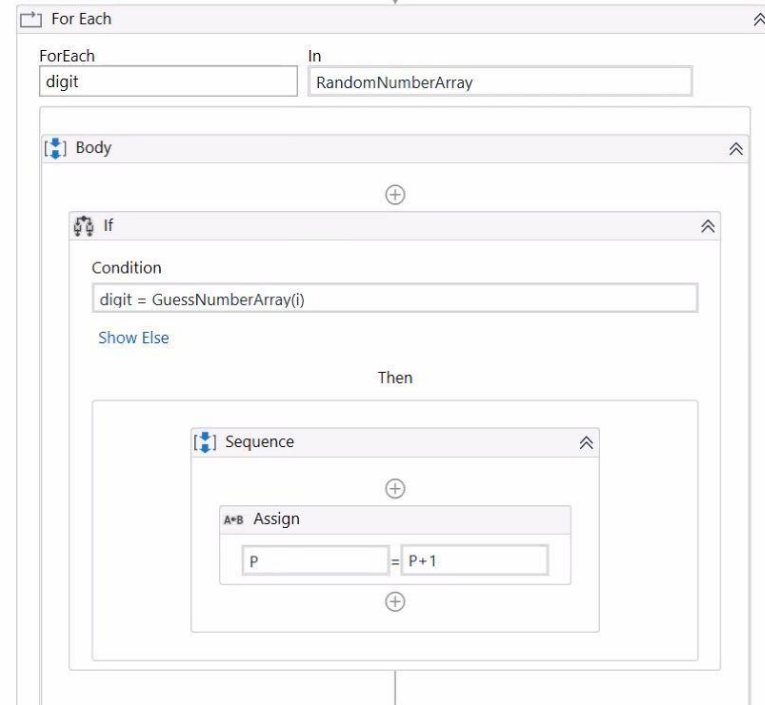 For Each
ForEach In
digit RandomNumberArray
Body
If
Condition
digit = GuessNumberArray(i)
Show Else
Then
Sequence
A+B Assign
P = P+1